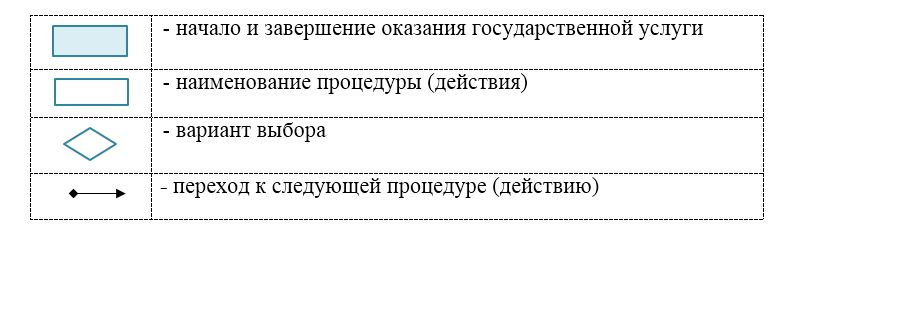 - начало и завершение оказания государственной услуги
- наименование процедуры (действия)
- вариант выбора
- переход к следующей процедуре (действию)